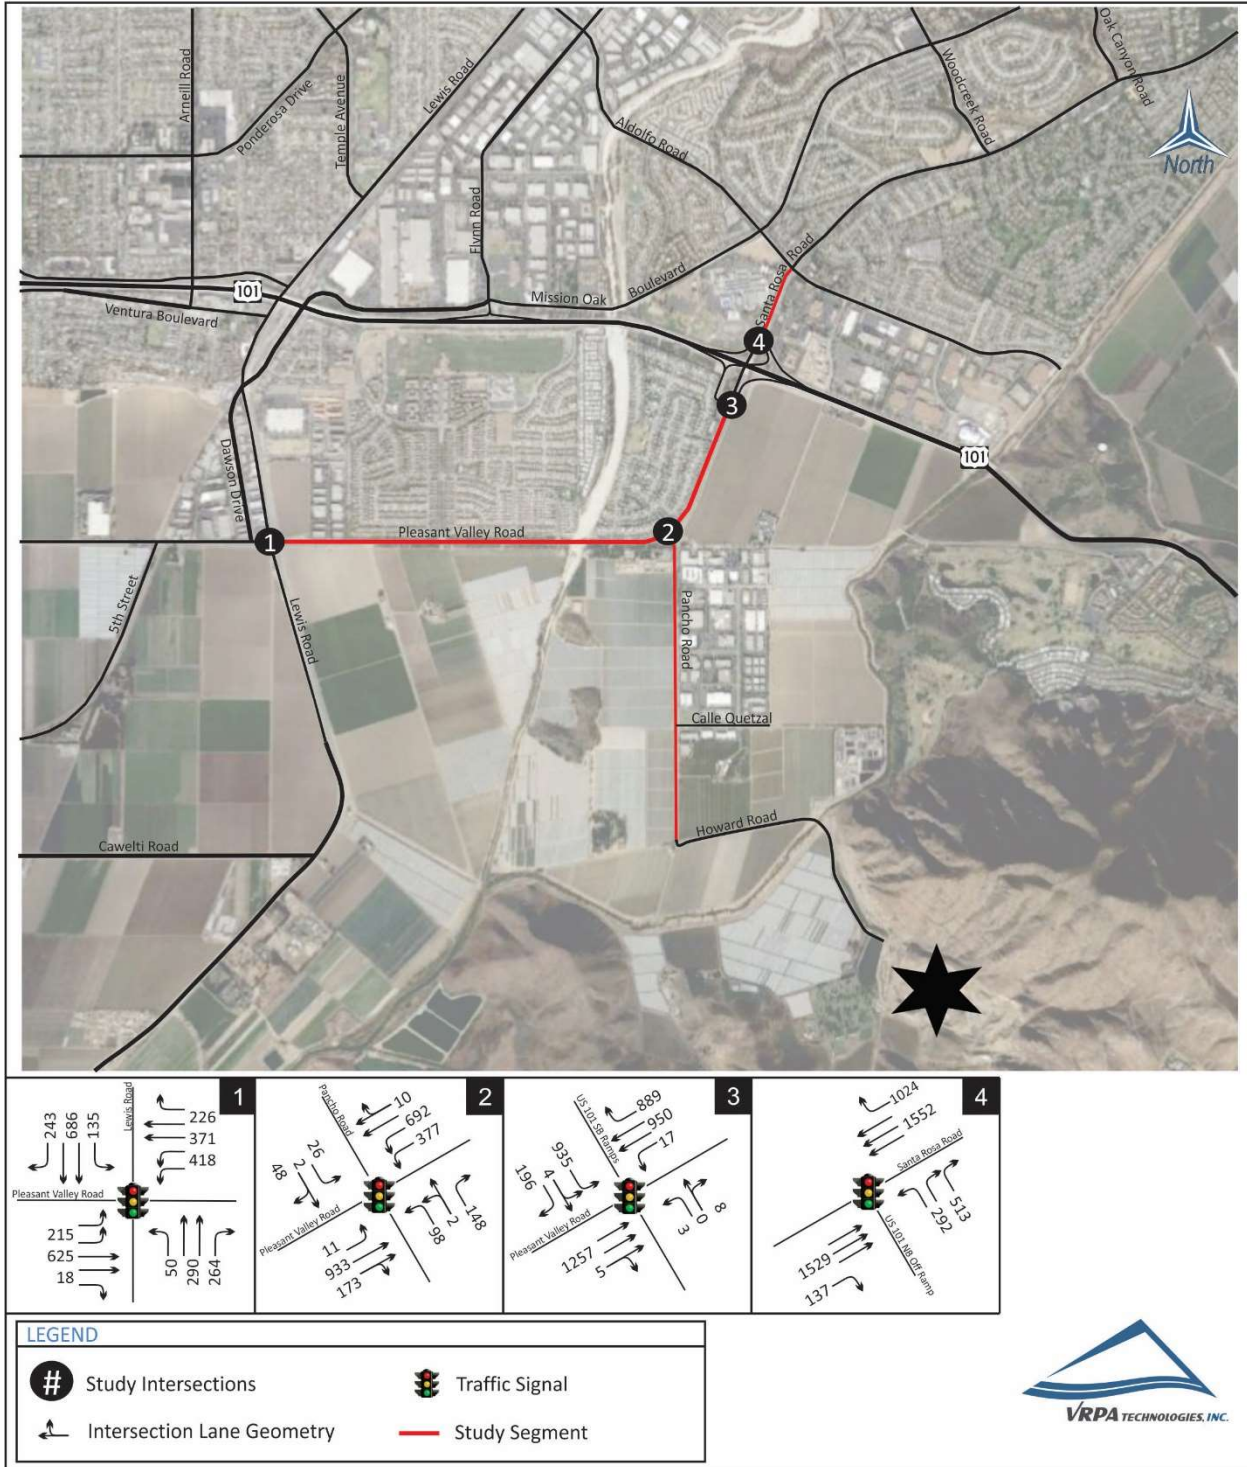 Arneill Road
Ponderosa Drive
Temple Avenue
Lewis Road
Flynn Road
Aldolfo Road
Woodcreek Road
Oak Canyon Road
North
101
Ventura Boulevard
Mission Oak
Boulevard
Santa Rosa Road
4
3
101
Dawson Drive
Pleasant Valley Road
1
2
5th Street
Lewis Road
Pancho Road
Calle Quetzal
Howard Road
Cawelti Road
1
Lewis Road
243
686
135
226
371
418
Pleasant Valley Road
215
625
18
50
290
264
2
Pancho Road
10
692
377
26
2
48
Pleasant Valley Road
11
933
173
98
2
148
3
US 101 SB Ramps
889
950
17
935
4
196
Pleasant Valley Road
1257
5
3
0
8
4
1024
1552
Santa Rosa Road
513
292
1529
137
US 101 NB Off Ramp
LEGEND
# Study Intersections
Traffic Signal
Intersection Lane Geometry
Study Segment
VRPA TECHNOLOGIES, INC.